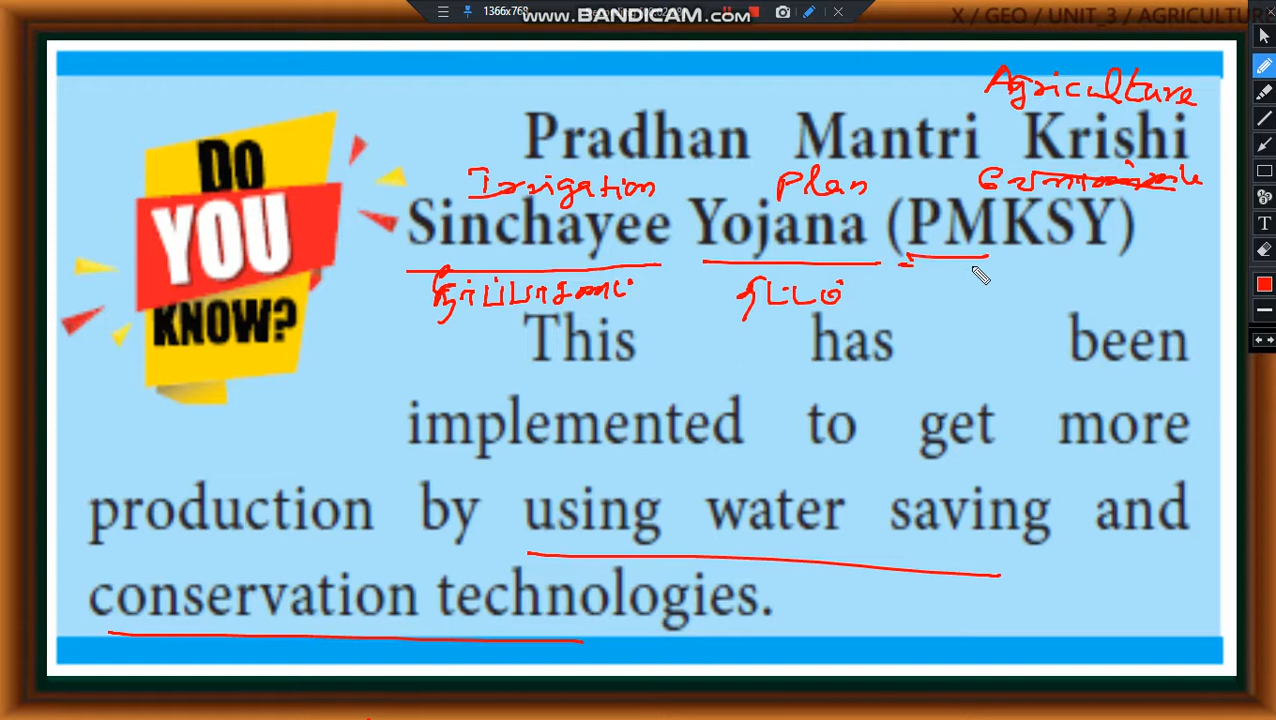 1366x768
www.BANDICAM.com
X / GEO / UNIT_3 / AGRICULTURE
Agriculture
DO
YOU
KNOW?
Pradhan Mantri Krishi
Irrigation Plan
Sinchayee Yojana (PMKSY)
நீர்ப்பாசனம் திட்டம்
This has been
implemented to get more
production by using water saving and
conservation technologies.